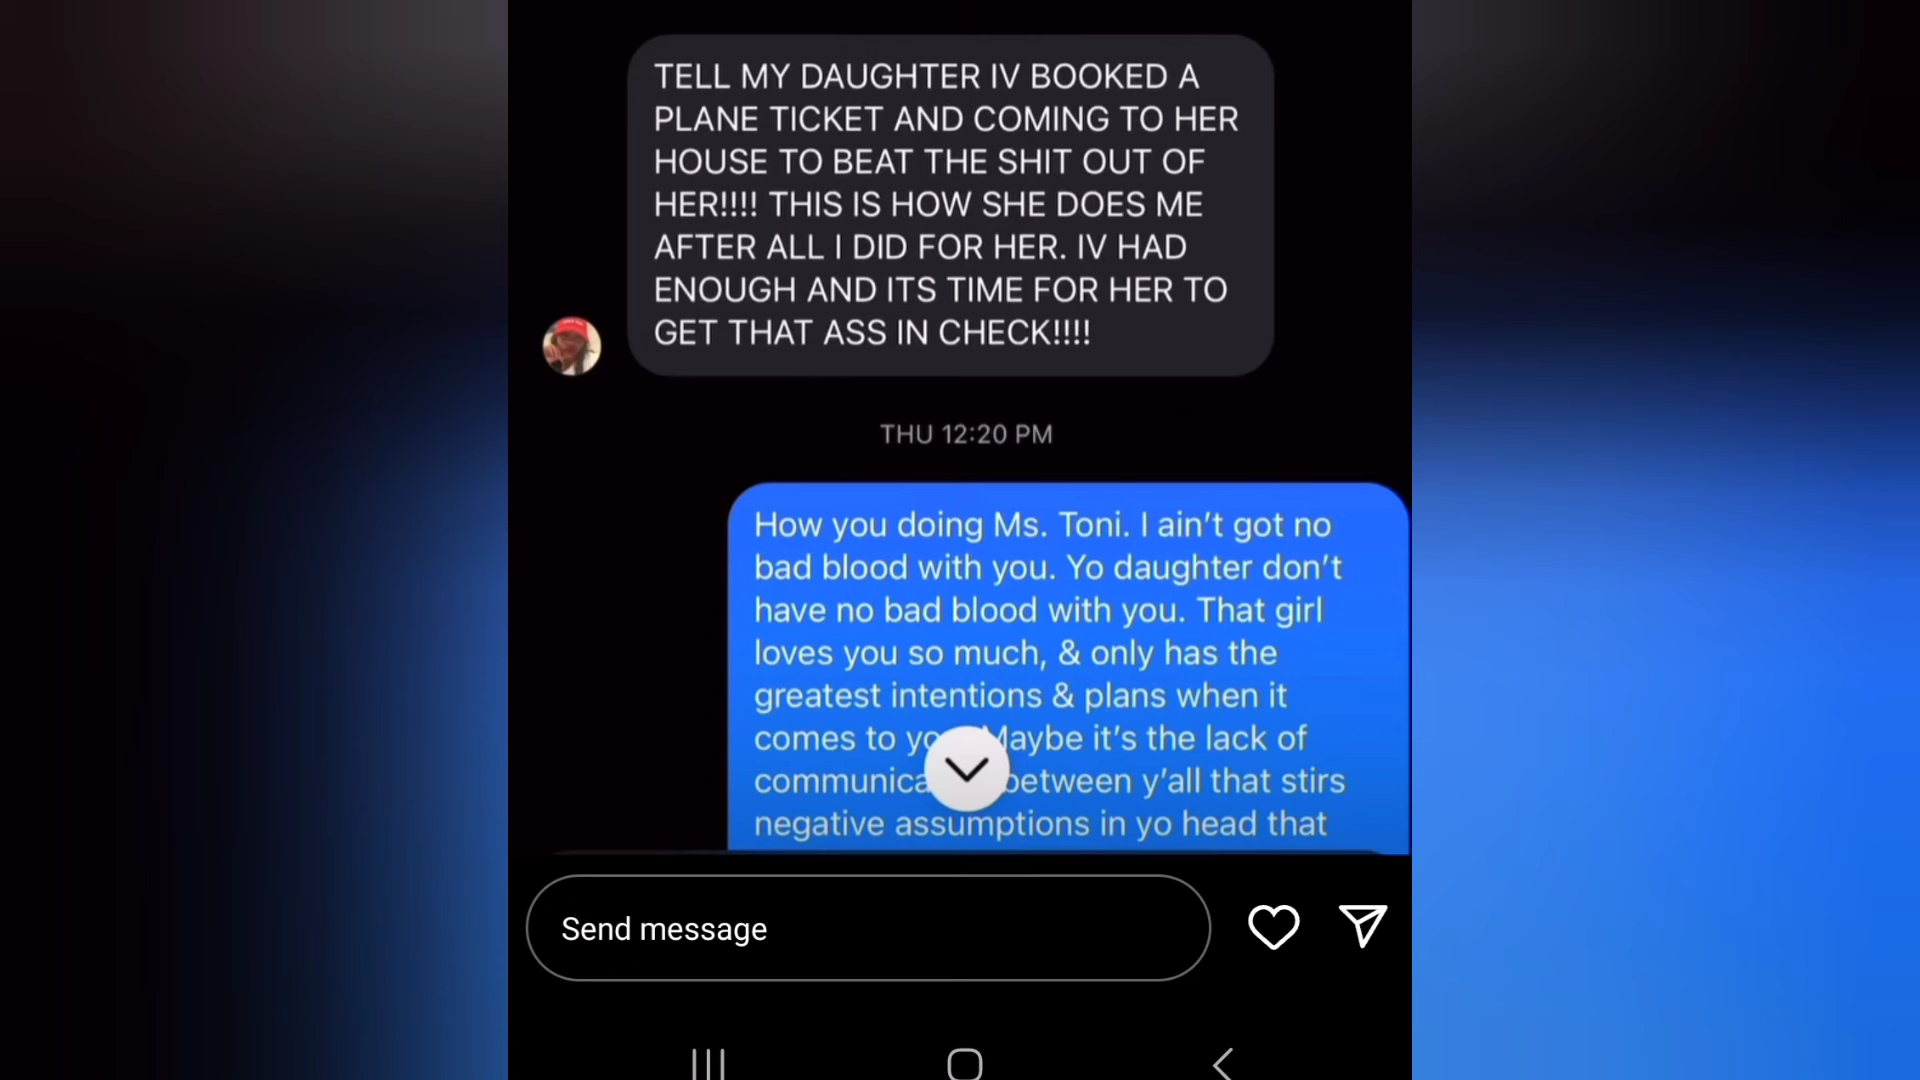 TELL MY DAUGHTER IV BOOKED A
PLANE TICKET AND COMING TO HER
HOUSE TO BEAT THE SHIT OUT OF
HER!!!! THIS IS HOW SHE DOES ME
AFTER ALL I DID FOR HER. IV HAD
ENOUGH AND ITS TIME FOR HER TO
GET THAT ASS IN CHECK!!!!
THU 12:20 PM
How you doing Ms. Toni. I ain't got no
bad blood with you. Yo daughter don't
have no bad blood with you. That girl
loves you so much, & only has the
greatest intentions & plans when it
comes to Maybe it's the lack of
between y'all that stirs
negative assumptions in yo head that
Send message